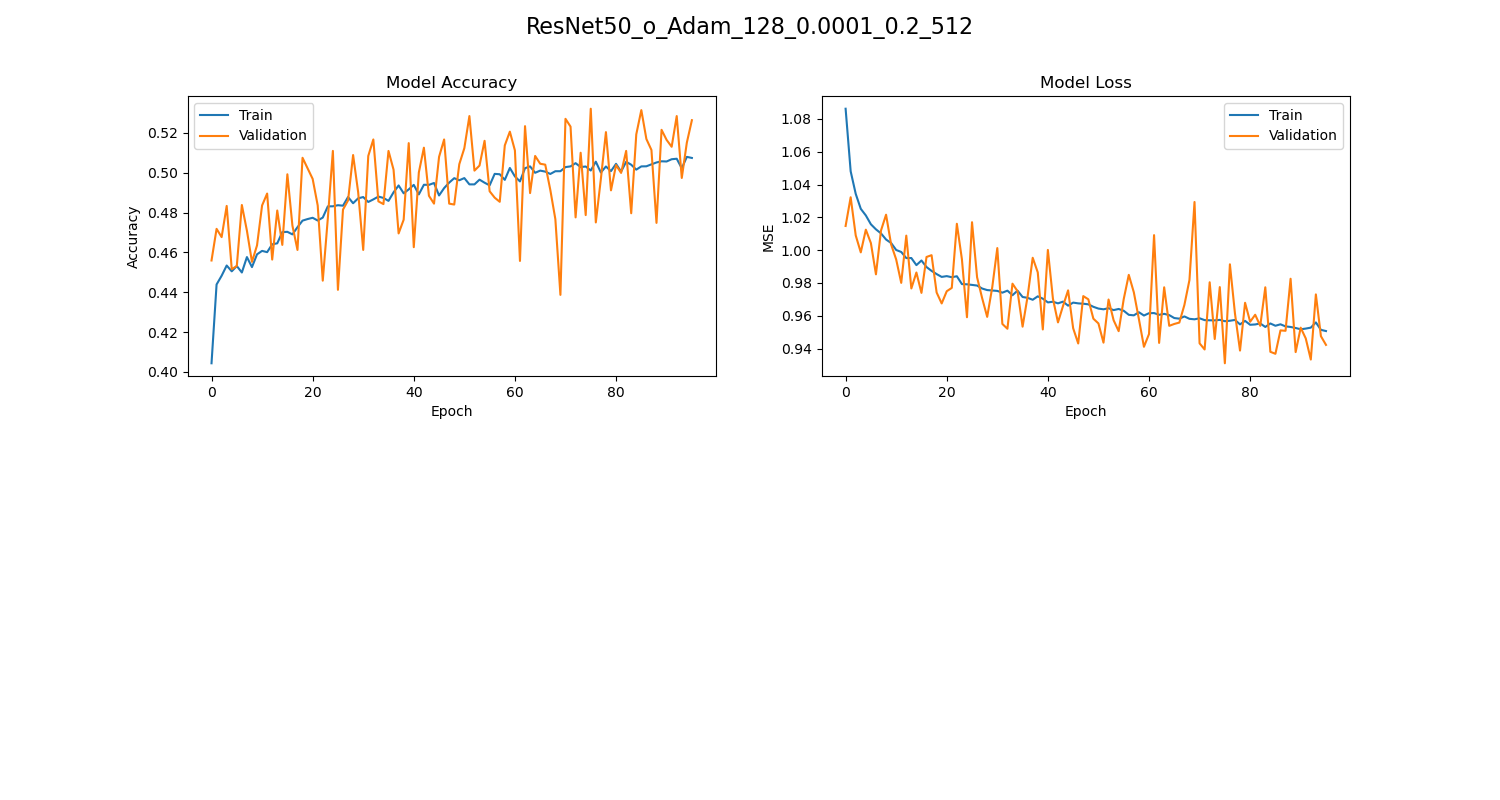 ResNet50_o_Adam_128_0.0001_0.2_512
Model Accuracy
Train
Validation
0.52
0.50
0.48
0.46
0.44
0.42
0.40
Accuracy
0 20 40 60 80
Epoch
Model Loss
Train
Validation
1.08
1.06
1.04
1.02
1.00
0.98
0.96
0.94
MSE
0 20 40 60 80
Epoch